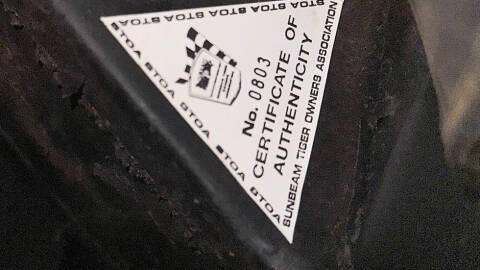 STOA STOA STOA STOA STOA
STOA STOA STOA STOA STOA STOA
No. 0803
CERTIFICATE OF
AUTHENTICITY
SUNBEAM TIGER OWNERS ASSOCIATION